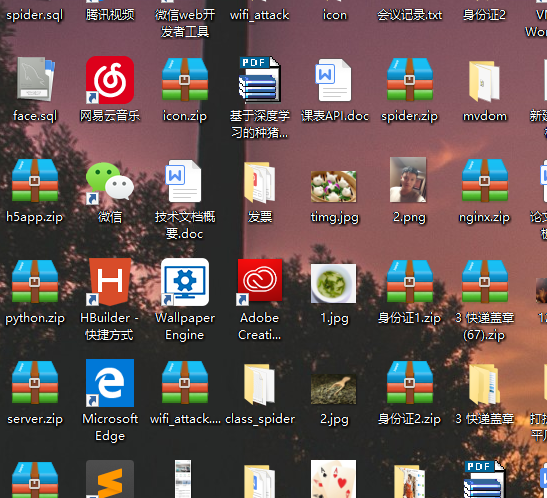 spider.sql 腾讯视频 微信web开 wifi_attack icon 会议记录.txt 身份证2
发者工具
PDF
face.sql 网易云音乐 icon.zip 基于深度学 课表API.doc spider.zip mvdom
习的种猪...
h5app.zip 微信 技术文档概 发票 timg.jpg 2.png nginx.zip
要.doc
python.zip HBuilder - Wallpaper Adobe 1.jpg 身份证1.zip 3 快递盖章
快捷方式 Engine Creati... (67).zip
server.zip Microsoft wifi_attack.... class_spider 2.jpg 身份证2.zip 3 快递盖章
Edge
PDF